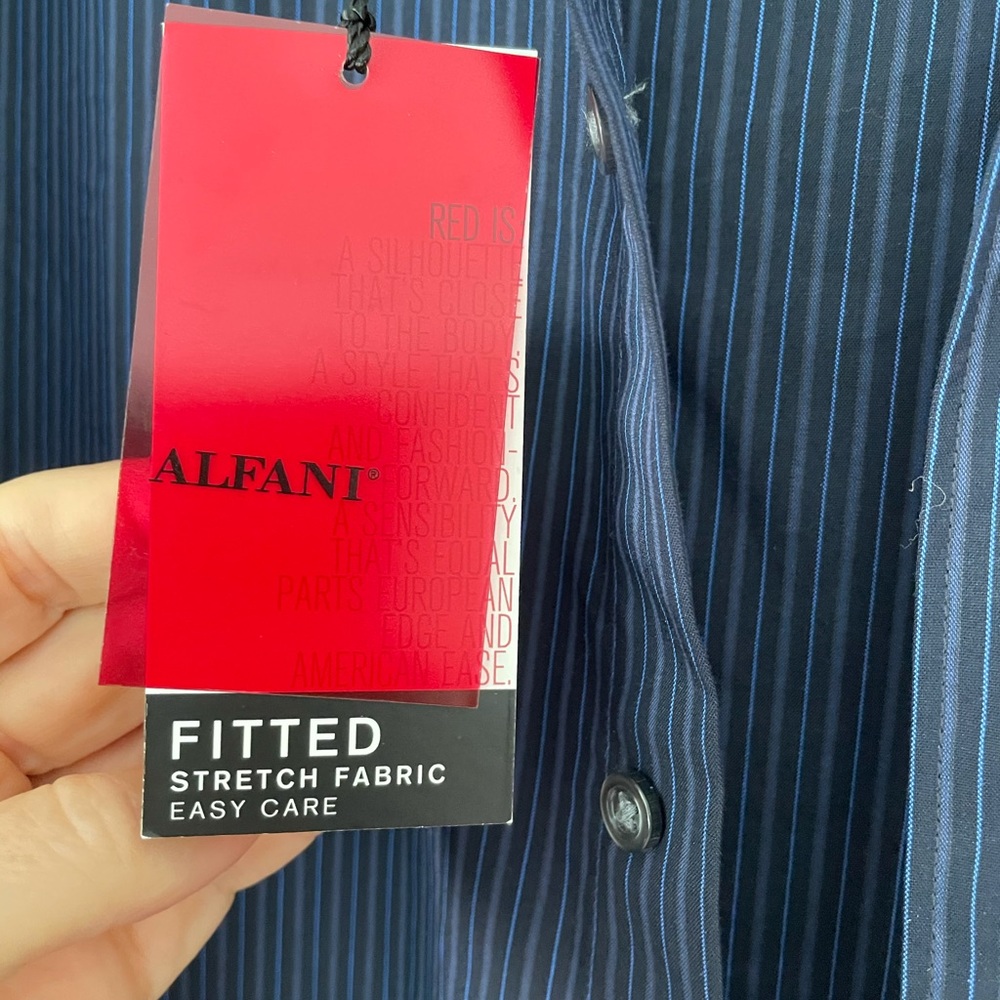 RED IS
A SILHOUETTE
THAT'S CLOSE
TO THE BODY.
A STYLE THAT'S
CONFIDENT
AND FASHION-
FORWARD.
ALFANI®
A SENSIBILITY
THAT'S EQUAL
PARTS EUROPEAN
EDGE AND
AMERICAN EASE.
FITTED
STRETCH FABRIC
EASY CARE